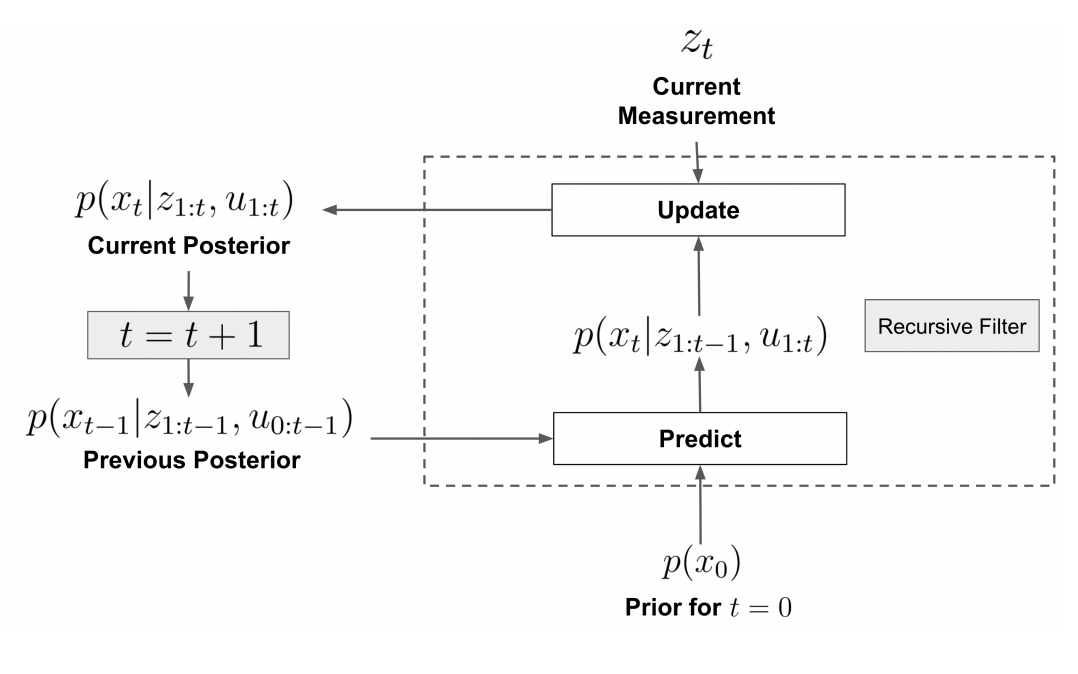 z_t
Current
Measurement
Update
p(x_t|z_{1:t}, u_{1:t})
Current Posterior
t = t + 1
p(x_t|z_{1:t−1}, u_{1:t})
Recursive Filter
p(x_{t−1}|z_{1:t−1}, u_{0:t−1})
Previous Posterior
Predict
p(x_0)
Prior for t = 0